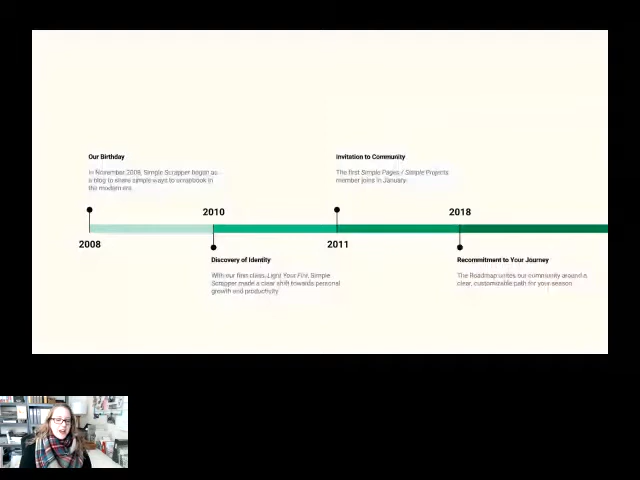 Our Birthday
In November 2008, Simple Scrapper began as
a blog to share simple ways to scrapbook in
the modern era.
Invitation to Community
The first Simple Pages / Simple Projects
member joins in January.
2010
2018
2008
2011
Discovery of Identity
With our first class, Light Your Fire, Simple
Scrapper made a clear shift towards personal
growth and productivity
Recommitment to Your Journey
The Roadmap unites our community around a
clear, customizable path for your season